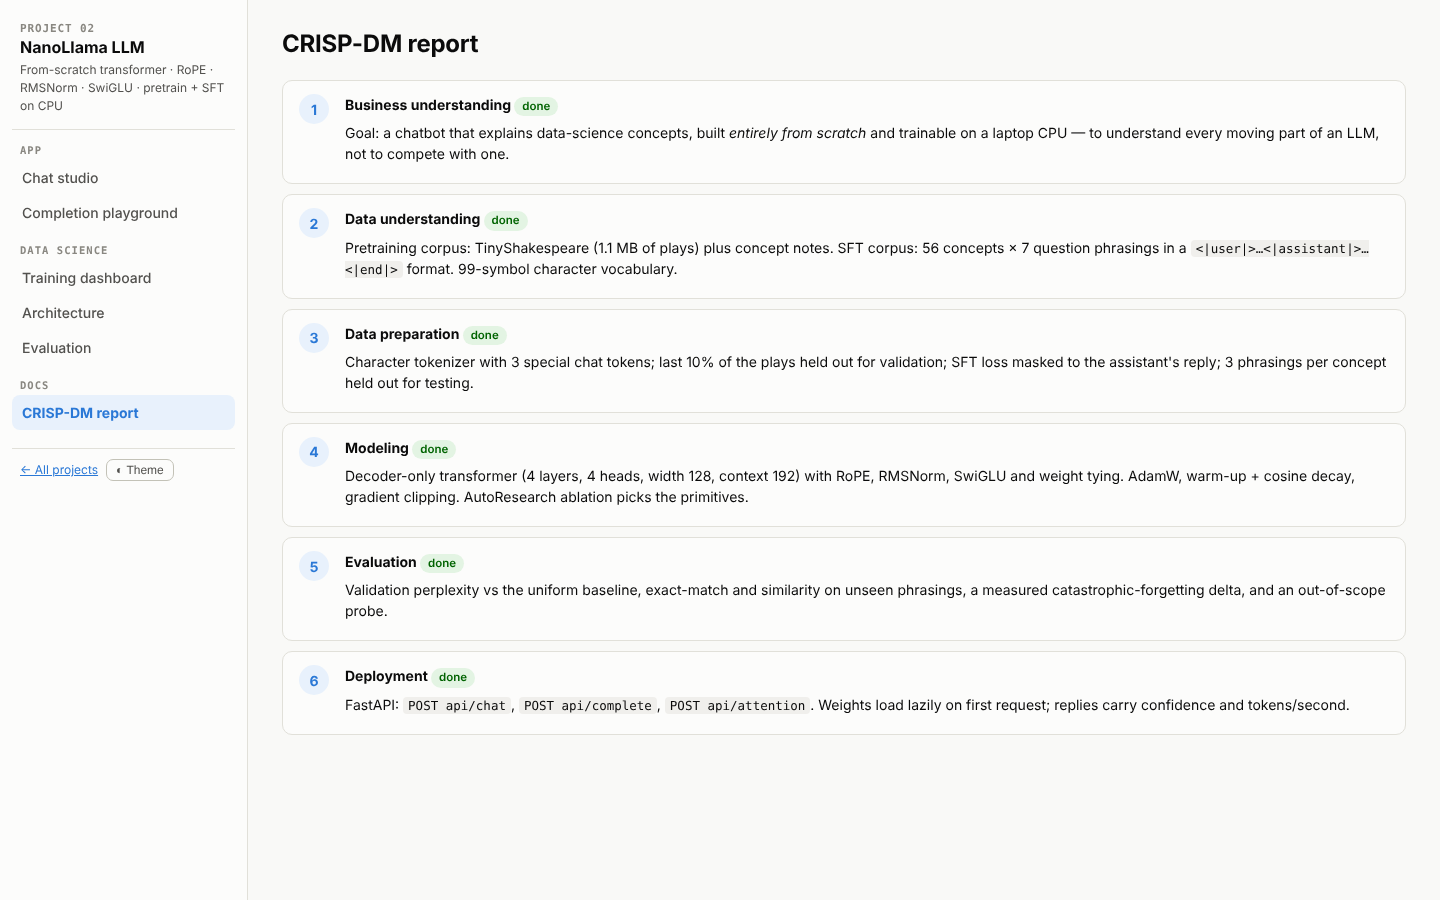 PROJECT 02
NanoLlama LLM
From-scratch transformer · RoPE ·
RMSNorm · SwiGLU · pretrain + SFT
on CPU
APP
Chat studio
Completion playground
DATA SCIENCE
Training dashboard
Architecture
Evaluation
DOCS
CRISP-DM report
← All projects
Theme
CRISP-DM report
1
Business understanding done
Goal: a chatbot that explains data-science concepts, built entirely from scratch and trainable on a laptop CPU — to understand every moving part of an LLM,
not to compete with one.
2
Data understanding done
Pretraining corpus: TinyShakespeare (1.1 MB of plays) plus concept notes. SFT corpus: 56 concepts × 7 question phrasings in a <|user|>…<|assistant|>…
<|end|> format. 99-symbol character vocabulary.
3
Data preparation done
Character tokenizer with 3 special chat tokens; last 10% of the plays held out for validation; SFT loss masked to the assistant's reply; 3 phrasings per concept
held out for testing.
4
Modeling done
Decoder-only transformer (4 layers, 4 heads, width 128, context 192) with RoPE, RMSNorm, SwiGLU and weight tying. AdamW, warm-up + cosine decay,
gradient clipping. AutoResearch ablation picks the primitives.
5
Evaluation done
Validation perplexity vs the uniform baseline, exact-match and similarity on unseen phrasings, a measured catastrophic-forgetting delta, and an out-of-scope
probe.
6
Deployment done
FastAPI: POST api/chat, POST api/complete, POST api/attention. Weights load lazily on first request; replies carry confidence and tokens/second.